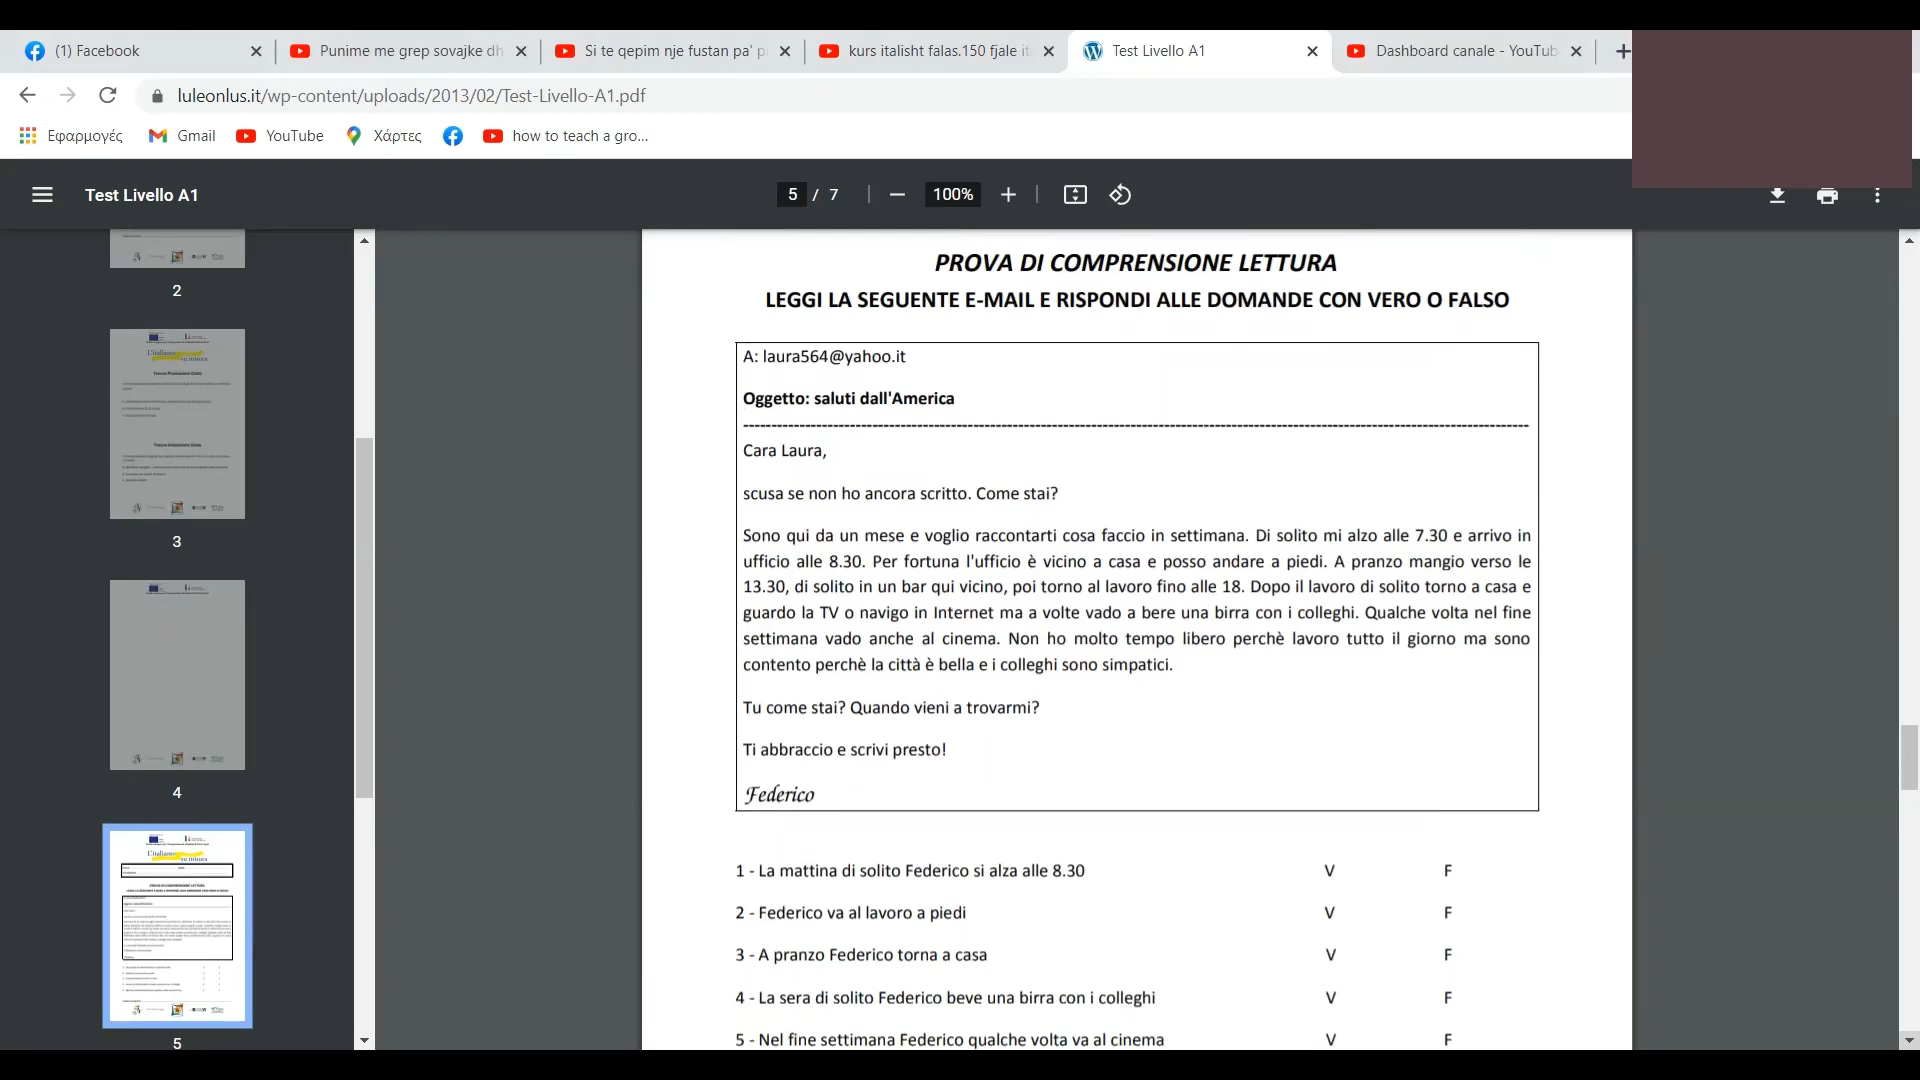 (1) Facebook
Punime me grep sovajke dh
Si te qepim nje fustan pa' p
kurs italisht falas.150 fjale it
Test Livello A1
Dashboard canale - YouTub
luleonlus.it/wp-content/uploads/2013/02/Test-Livello-A1.pdf
Εφαρμογές
Gmail
YouTube
Χάρτες
how to teach a gro...
Test Livello A1
5 / 7
100%
2
3
4
5
PROVA DI COMPRENSIONE LETTURA
LEGGI LA SEGUENTE E-MAIL E RISPONDI ALLE DOMANDE CON VERO O FALSO
A: laura564@yahoo.it
Oggetto: saluti dall'America
Cara Laura,
scusa se non ho ancora scritto. Come stai?
Sono qui da un mese e voglio raccontarti cosa faccio in settimana. Di solito mi alzo alle 7.30 e arrivo in
ufficio alle 8.30. Per fortuna l'ufficio è vicino a casa e posso andare a piedi. A pranzo mangio verso le
13.30, di solito in un bar qui vicino, poi torno al lavoro fino alle 18. Dopo il lavoro di solito torno a casa e
guardo la TV o navigo in Internet ma a volte vado a bere una birra con i colleghi. Qualche volta nel fine
settimana vado anche al cinema. Non ho molto tempo libero perchè lavoro tutto il giorno ma sono
contento perchè la città è bella e i colleghi sono simpatici.
Tu come stai? Quando vieni a trovarmi?
Ti abbraccio e scrivi presto!
Federico
1 - La mattina di solito Federico si alza alle 8.30 V F
2 - Federico va al lavoro a piedi V F
3 - A pranzo Federico torna a casa V F
4 - La sera di solito Federico beve una birra con i colleghi V F
5 - Nel fine settimana Federico qualche volta va al cinema V F